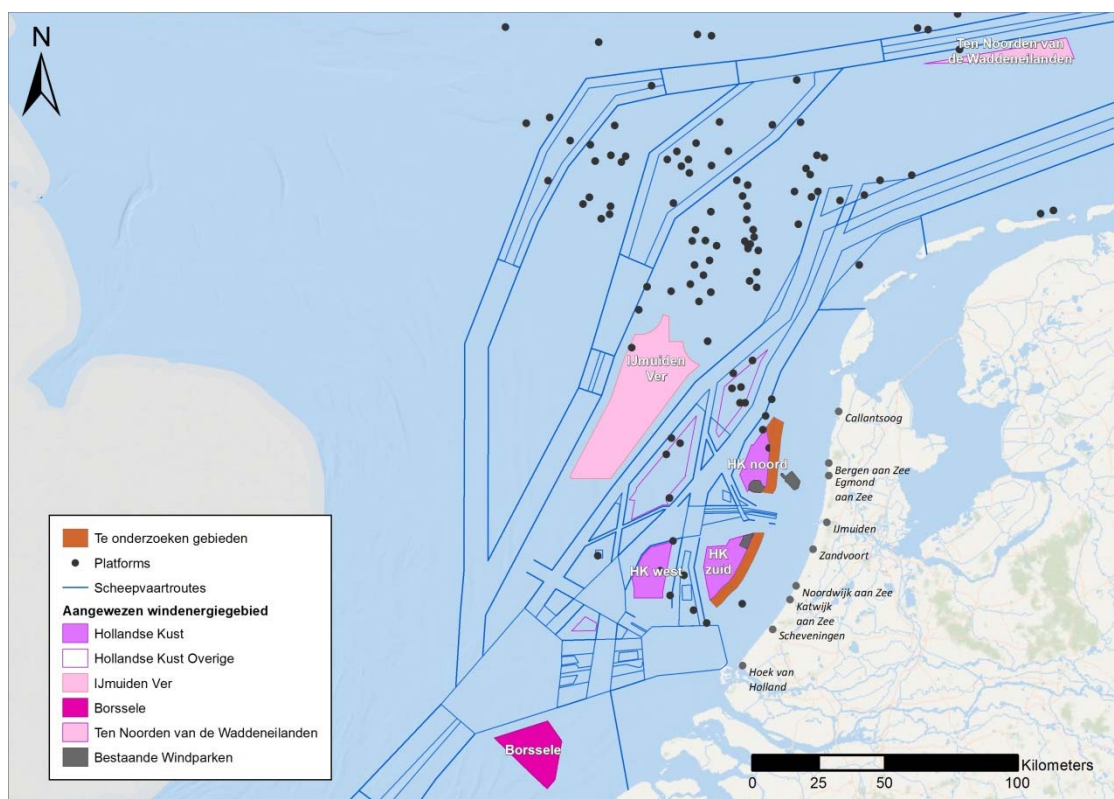 N
Ten Noorden van
de Waddeneilanden
IJmuiden
Ver
Callantsoog
HK noord
Bergen aan Zee
Egmond
aan Zee
IJmuiden
Zandvoort
HK
zuid
HK west
Noordwijk aan Zee
Katwijk
aan Zee
Scheveningen
Hoek van
Holland
Borssele
Te onderzoeken gebieden
Platforms
Scheepvaartroutes
Aangewezen windenergiegebied
Hollandse Kust
Hollandse Kust Overige
IJmuiden Ver
Borssele
Ten Noorden van de Waddeneilanden
Bestaande Windparken
Kilometers
0 25 50 100